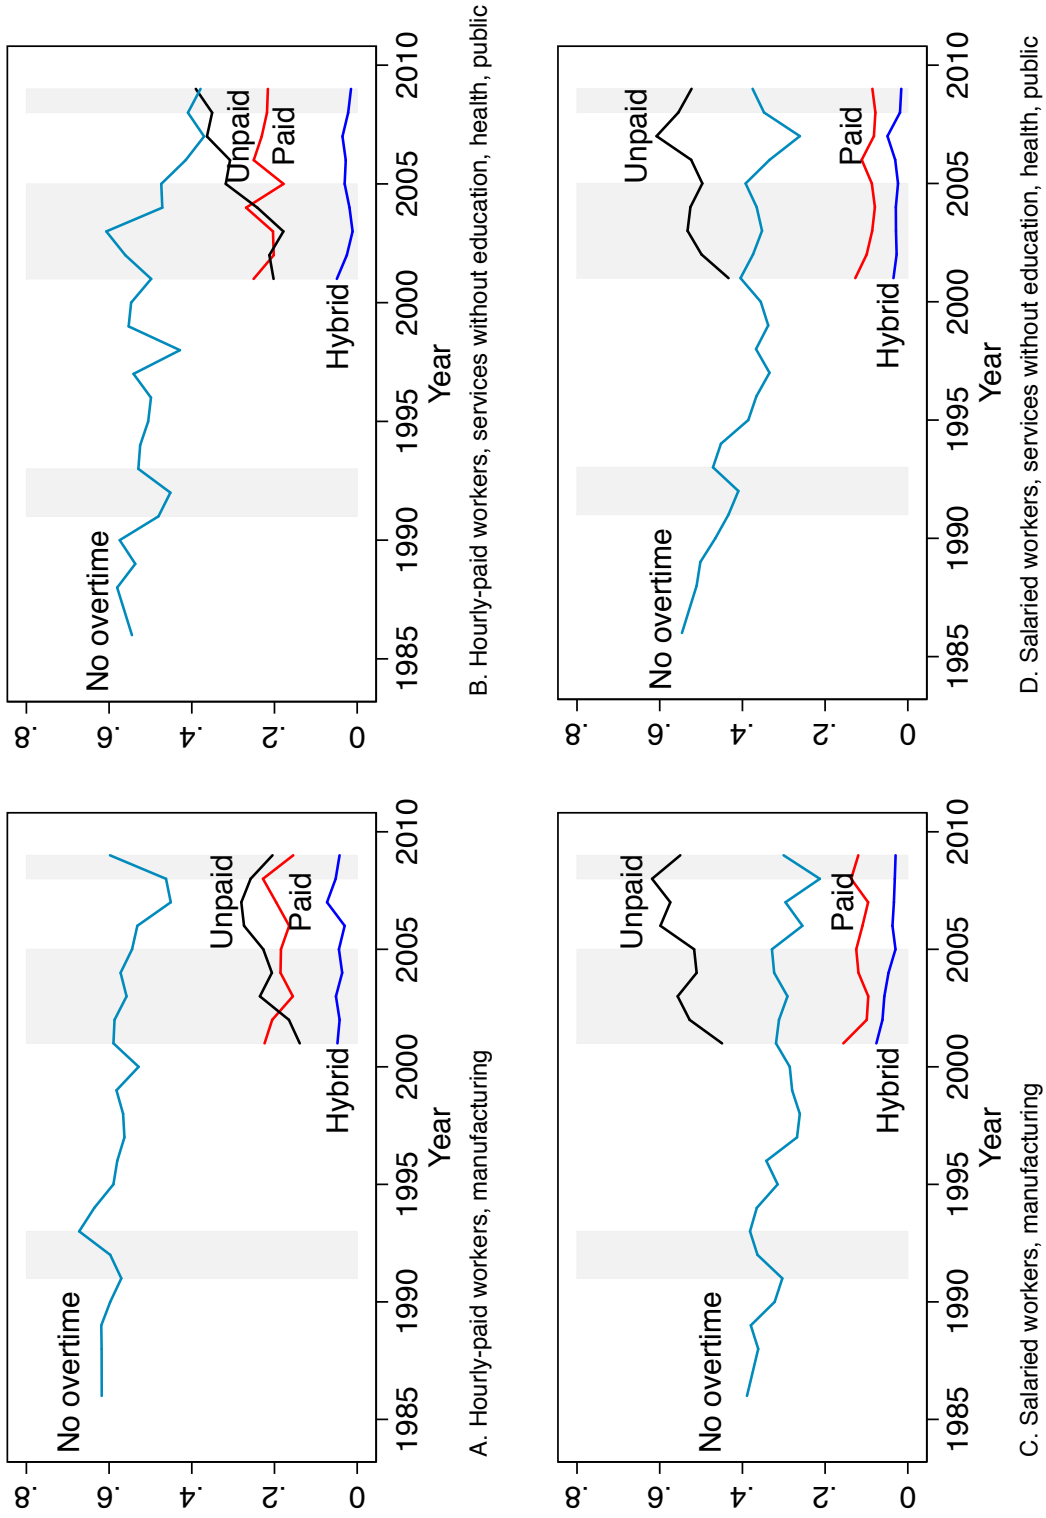 No overtime
Unpaid
Paid
Hybrid
0
.2
.4
.6
.8
1985
1990
1995
2000
2005
2010
Year
A. Hourly-paid workers, manufacturing
No overtime
Unpaid
Paid
Hybrid
0
.2
.4
.6
.8
1985
1990
1995
2000
2005
2010
Year
B. Hourly-paid workers, services without education, health, public
No overtime
Unpaid
Paid
Hybrid
0
.2
.4
.6
.8
1985
1990
1995
2000
2005
2010
Year
C. Salaried workers, manufacturing
No overtime
Unpaid
Paid
Hybrid
0
.2
.4
.6
.8
1985
1990
1995
2000
2005
2010
Year
D. Salaried workers, services without education, health, public